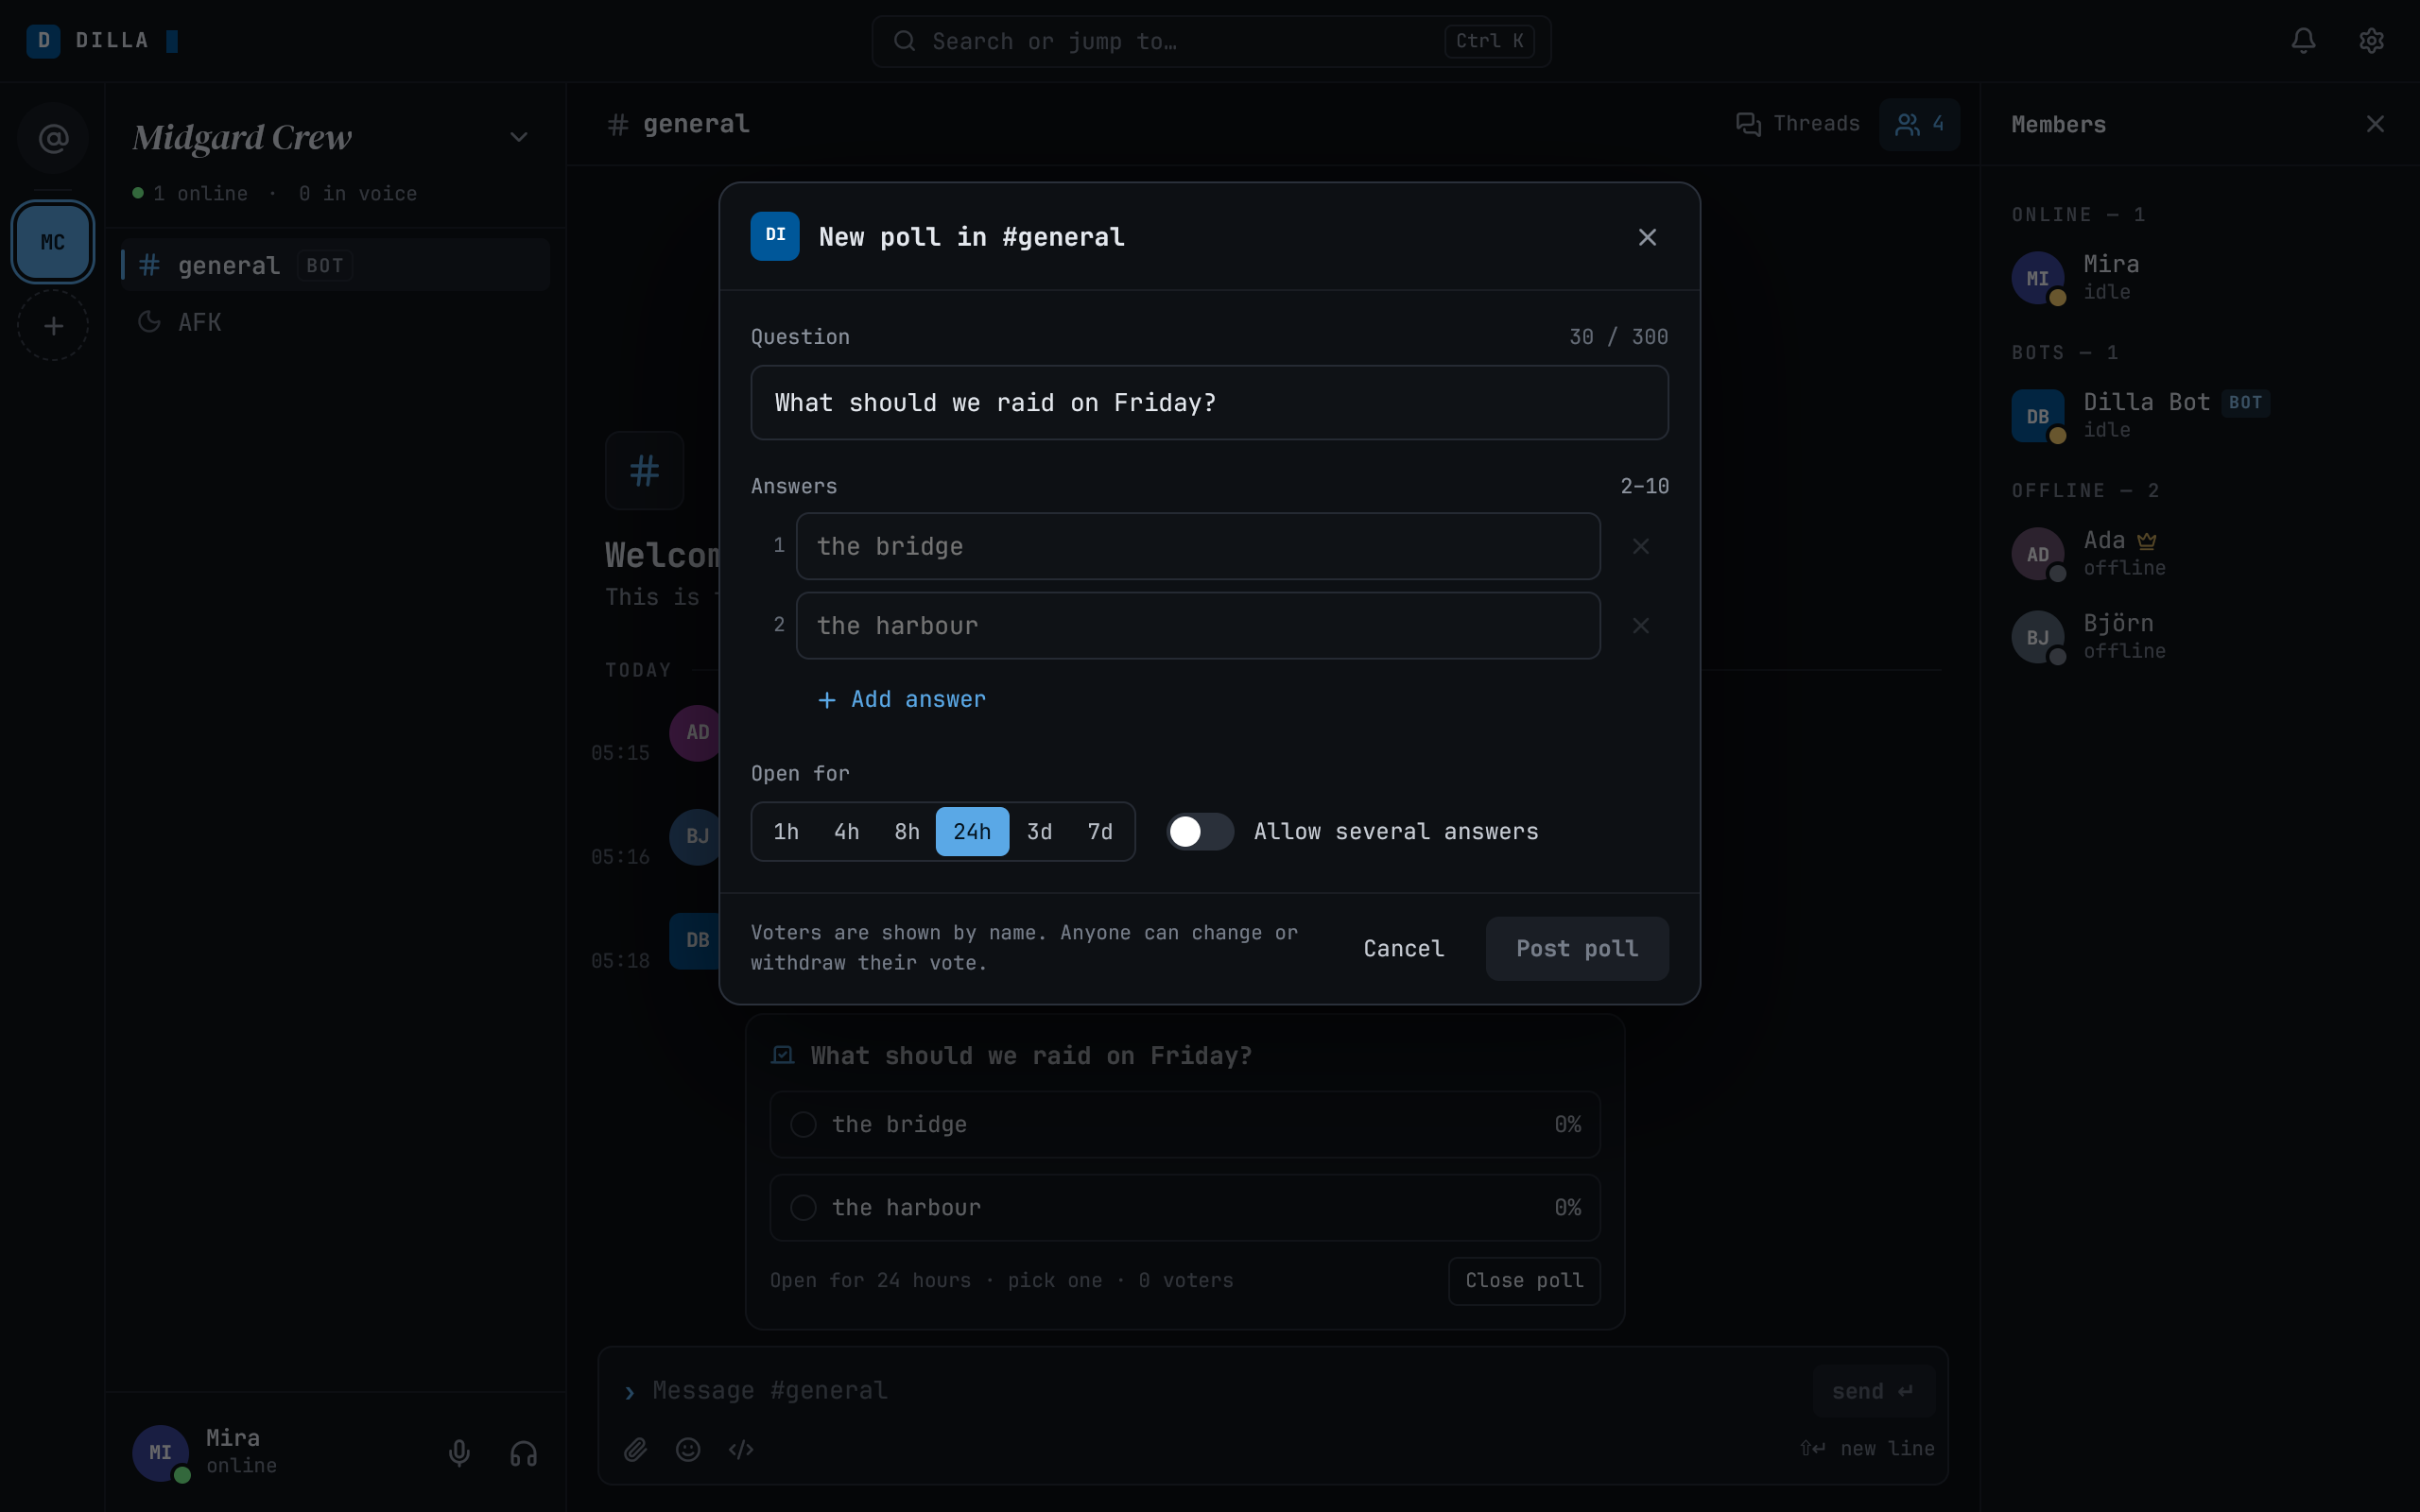 D DILLA
Search or jump to… Ctrl K
Midgard Crew
1 online · 0 in voice
MC
# general BOT
AFK
# general
Threads 4
Members
ONLINE — 1
MI Mira
idle
BOTS — 1
DB Dilla Bot BOT
idle
OFFLINE — 2
AD Ada
offline
BJ Björn
offline
DI New poll in #general
Question 30 / 300
What should we raid on Friday?
Answers 2–10
1 the bridge
2 the harbour
+ Add answer
Open for
1h 4h 8h 24h 3d 7d Allow several answers
Voters are shown by name. Anyone can change or
withdraw their vote.
Cancel Post poll
#
This is
TODAY
05:15 AD
05:16 BJ
05:18 DB
What should we raid on Friday?
the bridge 0%
the harbour 0%
Open for 24 hours · pick one · 0 voters Close poll
› Message #general send ↵
⇧↵ new line
MI Mira
online